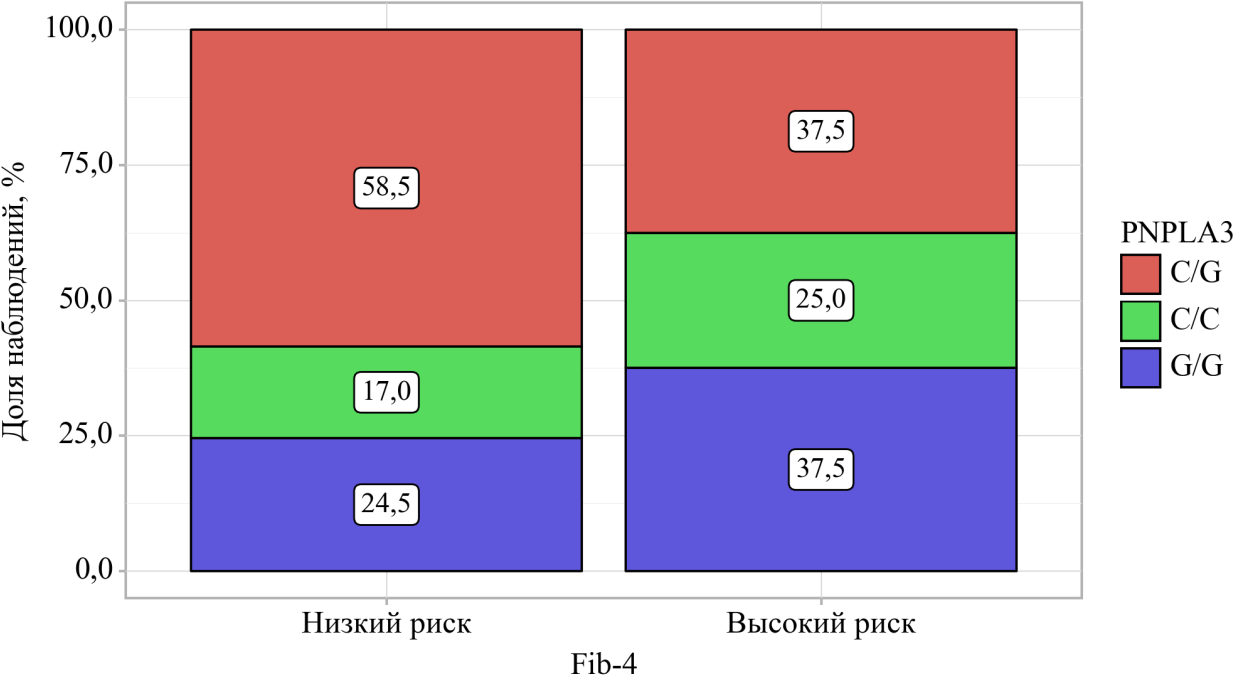 100,0
75,0
50,0
25,0
0,0
Доля наблюдений, %
58,5
17,0
24,5
37,5
25,0
37,5
Низкий риск
Высокий риск
Fib-4
PNPLA3
C/G
C/C
G/G